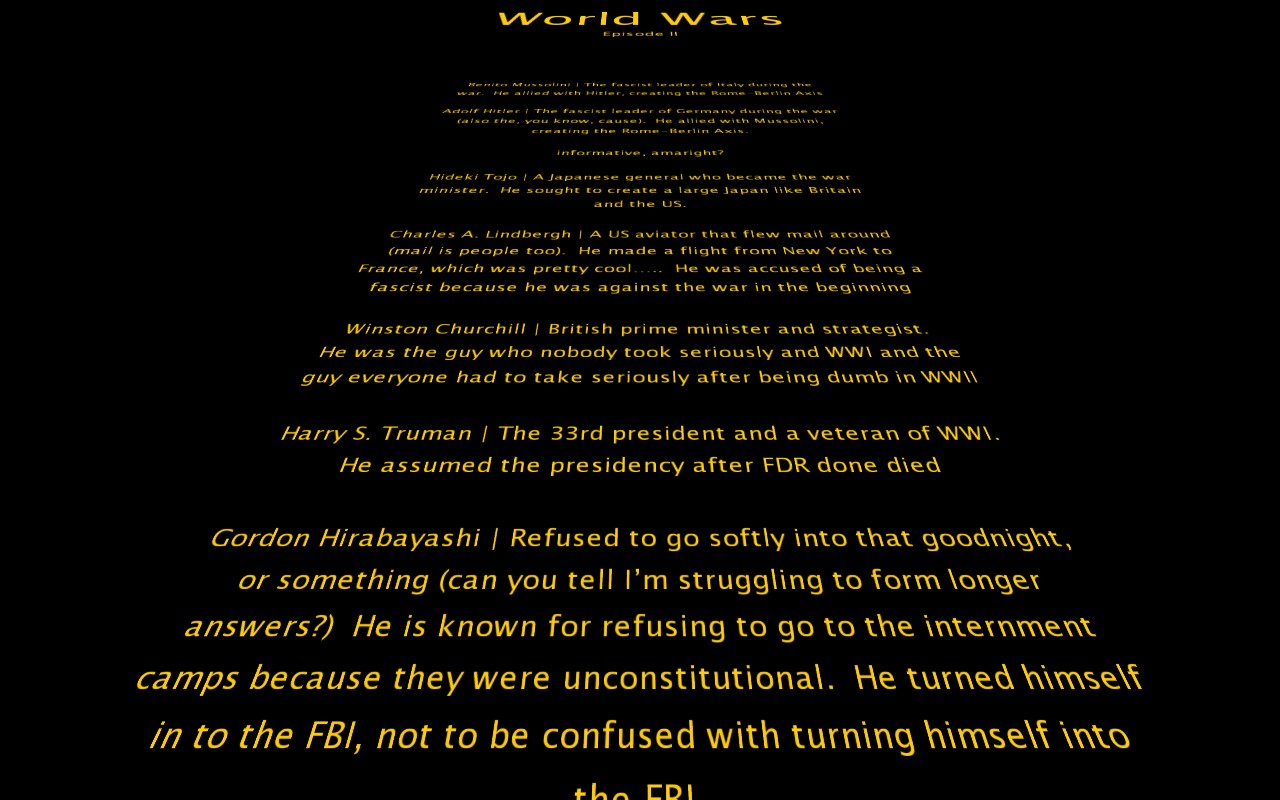 World Wars
Episode II
Benito Mussolini | The fascist leader of Italy during the
war.  He allied with Hitler, creating the Rome-Berlin Axis
Adolf Hitler | The fascist leader of Germany during the war
(also the, you know, cause).  He allied with Mussolini,
creating the Rome-Berlin Axis.
informative, amaright?
Hideki Tojo | A Japanese general who became the war
minister.  He sought to create a large Japan like Britain
and the US.
Charles A. Lindbergh | A US aviator that flew mail around
(mail is people too).  He made a flight from New York to
France, which was pretty cool.....  He was accused of being a
fascist because he was against the war in the beginning
Winston Churchill | British prime minister and strategist.
He was the guy who nobody took seriously and WWI and the
guy everyone had to take seriously after being dumb in WWII
Harry S. Truman | The 33rd president and a veteran of WWI.
He assumed the presidency after FDR done died
Gordon Hirabayashi | Refused to go softly into that goodnight,
or something (can you tell I’m struggling to form longer
answers?)  He is known for refusing to go to the internment
camps because they were unconstitutional.  He turned himself
in to the FBI, not to be confused with turning himself into
the FBI